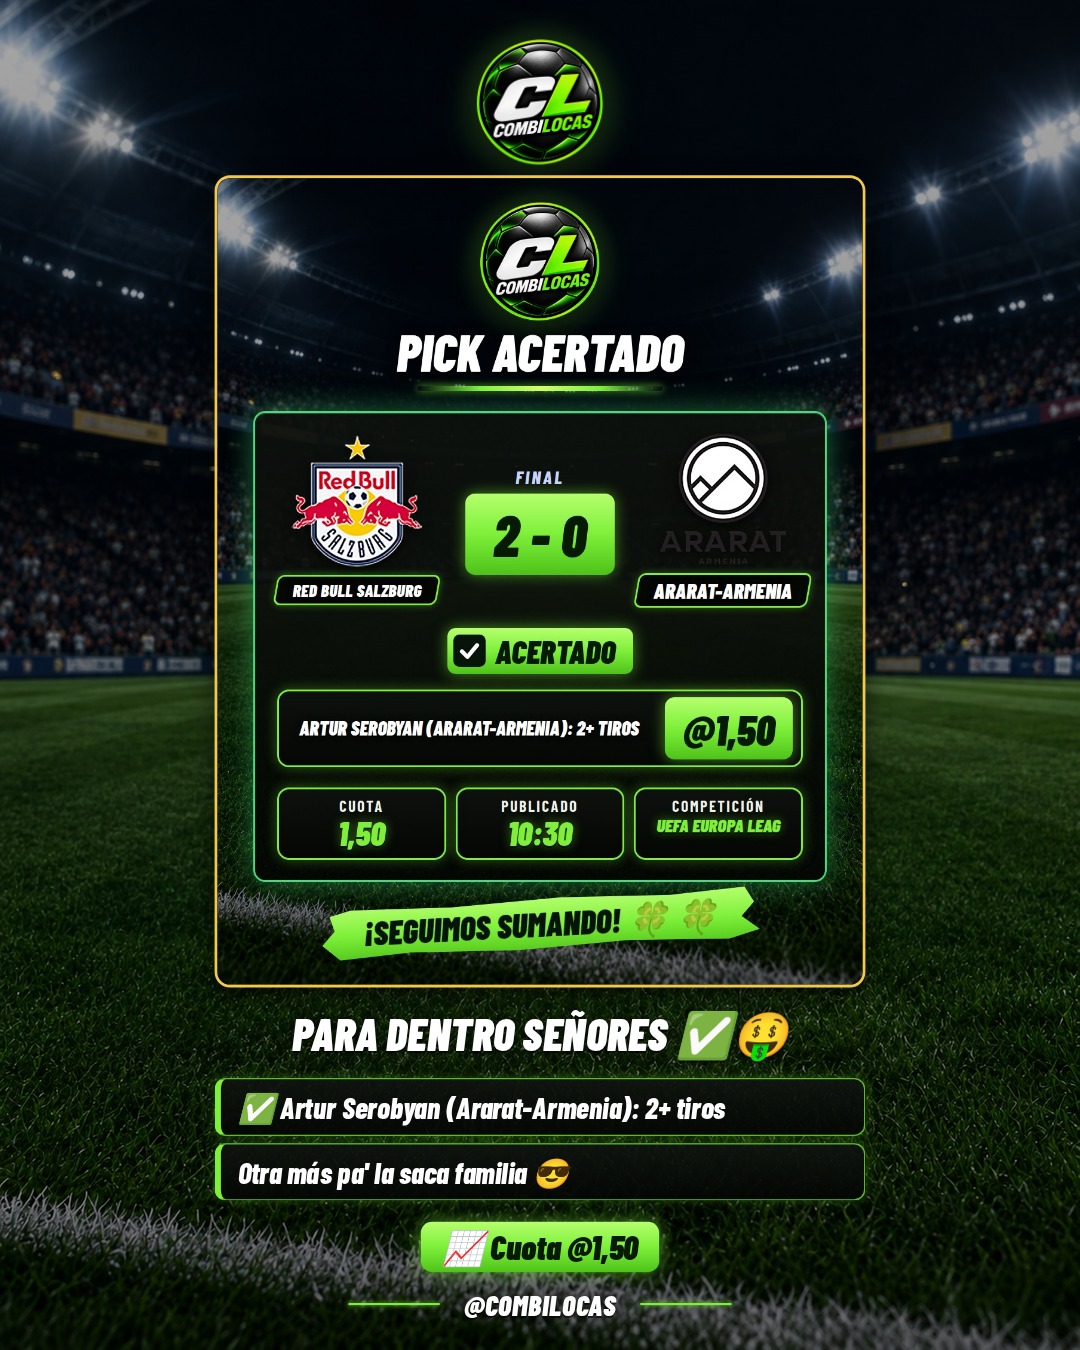 CL
COMBILOCAS
CL
COMBILOCAS
PICK ACERTADO
FINAL
Red Bull
SALZBURG
2 - 0
ARARAT
ARMENIA
RED BULL SALZBURG
ARARAT-ARMENIA
ACERTADO
ARTUR SEROBYAN (ARARAT-ARMENIA): 2+ TIROS
@1,50
CUOTA
1,50
PUBLICADO
10:30
COMPETICIÓN
UEFA EUROPA LEAG
¡SEGUIMOS SUMANDO! 🍀 🍀
PARA DENTRO SEÑORES ✅🤑
✅ Artur Serobyan (Ararat-Armenia): 2+ tiros
Otra más pa' la saca familia 😎
📈 Cuota @1,50
@COMBILOCAS